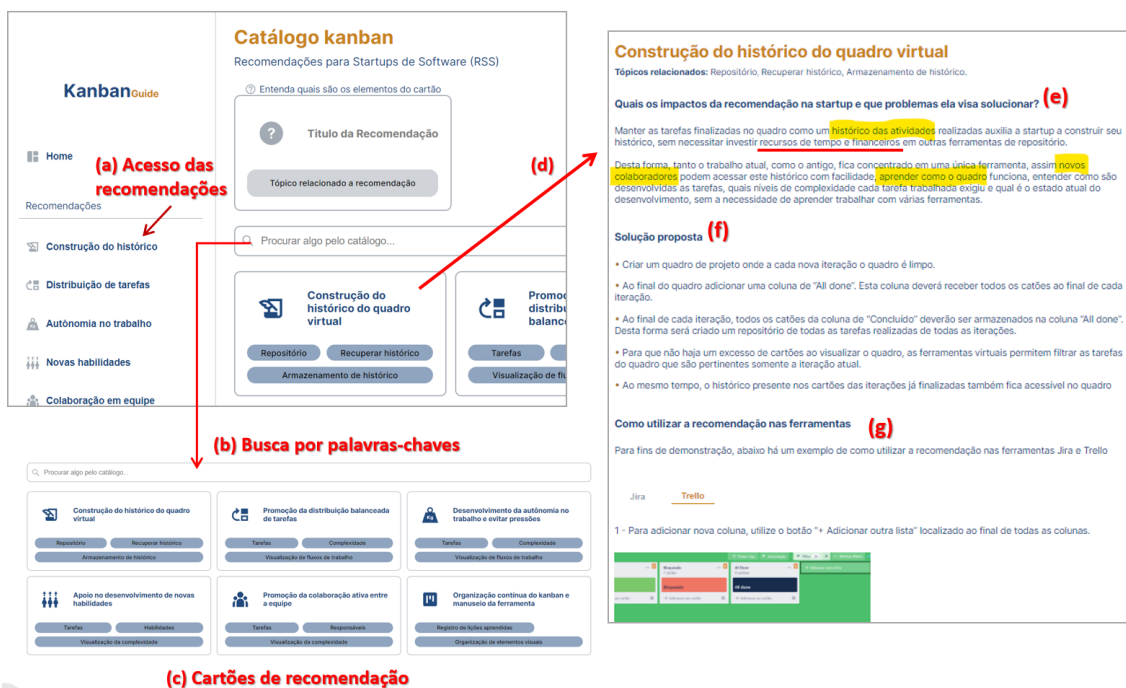 Catálogo kanban
Recomendações para Startups de Software (RSS)
KanbanGuide
Entenda quais são os elementos do cartão
?
Titulo da Recomendação
Tópico relacionado a recomendação
Home
(a) Acesso das
recomendações
Recomendações
Procurar algo pelo catálogo...
Construção do histórico
Distribuição de tarefas
Autônomia no trabalho
Novas habilidades
Colaboração em equipe
Construção do
histórico do quadro
virtual
Repositório
Recuperar histórico
Armazenamento de histórico
Promoç
distribu
balance
Tarefas
Visualização de flu
(d)
(b) Busca por palavras-chaves
Procurar algo pelo catálogo...
Construção do histórico do quadro
virtual
Repositório
Recuperar histórico
Armazenamento de histórico
Promoção da distribuição balanceada
de tarefas
Tarefas
Complexidade
Visualização de fluxos de trabalho
Desenvolvimento da autônomia no
trabalho e evitar pressões
Tarefas
Complexidade
Visualização de fluxos de trabalho
Apoio no desenvolvimento de novas
habilidades
Tarefas
Habilidades
Visualização da complexidade
Promoção da colaboração ativa entre
a equipe
Tarefas
Responsáveis
Visualização da complexidade
Organização contínua do kanban e
manuseio da ferramenta
Registro de lições aprendidas
Organização de elementos visuais
(c) Cartões de recomendação
Construção do histórico do quadro virtual
Tópicos relacionados: Repositório, Recuperar histórico, Armazenamento de histórico.
Quais os impactos da recomendação na startup e que problemas ela visa solucionar? (e)
Manter as tarefas finalizadas no quadro como um histórico das atividades realizadas auxilia a startup a construir seu
histórico, sem necessitar investir recursos de tempo e financeiros em outras ferramentas de repositório.
Desta forma, tanto o trabalho atual, como o antigo, fica concentrado em uma única ferramenta, assim novos
colaboradores podem acessar este histórico com facilidade, aprender como o quadro funciona, entender como são
desenvolvidas as tarefas, quais níveis de complexidade cada tarefa trabalhada exigiu e qual é o estado atual do
desenvolvimento, sem a necessidade de aprender trabalhar com várias ferramentas.
Solução proposta (f)
• Criar um quadro de projeto onde a cada nova iteração o quadro é limpo.
• Ao final do quadro adicionar uma coluna de "All done". Esta coluna deverá receber todos os catões ao final de cada
iteração.
• Ao final de cada iteração, todos os catões da coluna de "Concluído" deverão ser armazenados na coluna "All done".
Desta forma será criado um repositório de todas as tarefas realizadas de todas as iterações.
• Para que não haja um excesso de cartões ao visualizar o quadro, as ferramentas virtuais permitem filtrar as tarefas
do quadro que são pertinentes somente a iteração atual.
• Ao mesmo tempo, o histórico presente nos cartões das iterações já finalizadas também fica acessível no quadro
Como utilizar a recomendação nas ferramentas (g)
Para fins de demonstração, abaixo há um exemplo de como utilizar a recomendação nas ferramentas Jira e Trello
Jira
Trello
1 - Para adicionar nova coluna, utilize o botão "+ Adicionar outra lista" localizado ao final de todas as colunas.
Bloqueado
All Done
Bloqueado
All done